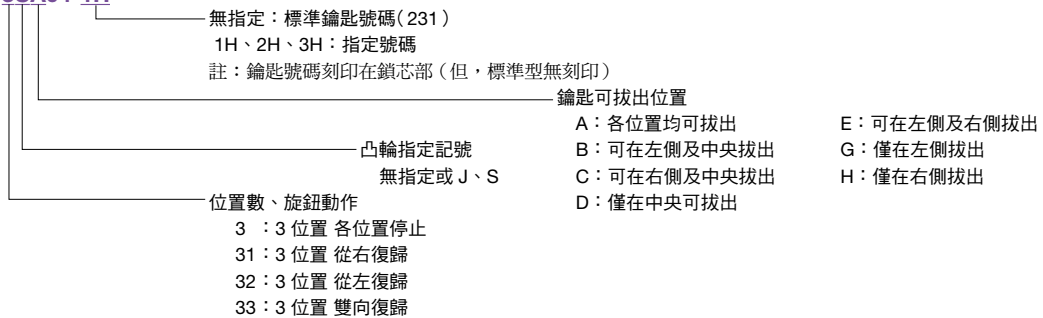 無指定：標準鑰匙號碼（231）
1H、2H、3H：指定號碼
註：鑰匙號碼刻印在鎖芯部（但，標準型無刻印）
鑰匙可拔出位置
A：各位置均可拔出
B：可在左側及中央拔出
C：可在右側及中央拔出
D：僅在中央可拔出
E：可在左側及右側拔出
G：僅在左側拔出
H：僅在右側拔出
凸輪指定記號
無指定或 J、S
位置數、旋鈕動作
3 ：3 位置 各位置停止
31：3 位置 從右復歸
32：3 位置 從左復歸
33：3 位置 雙向復歸